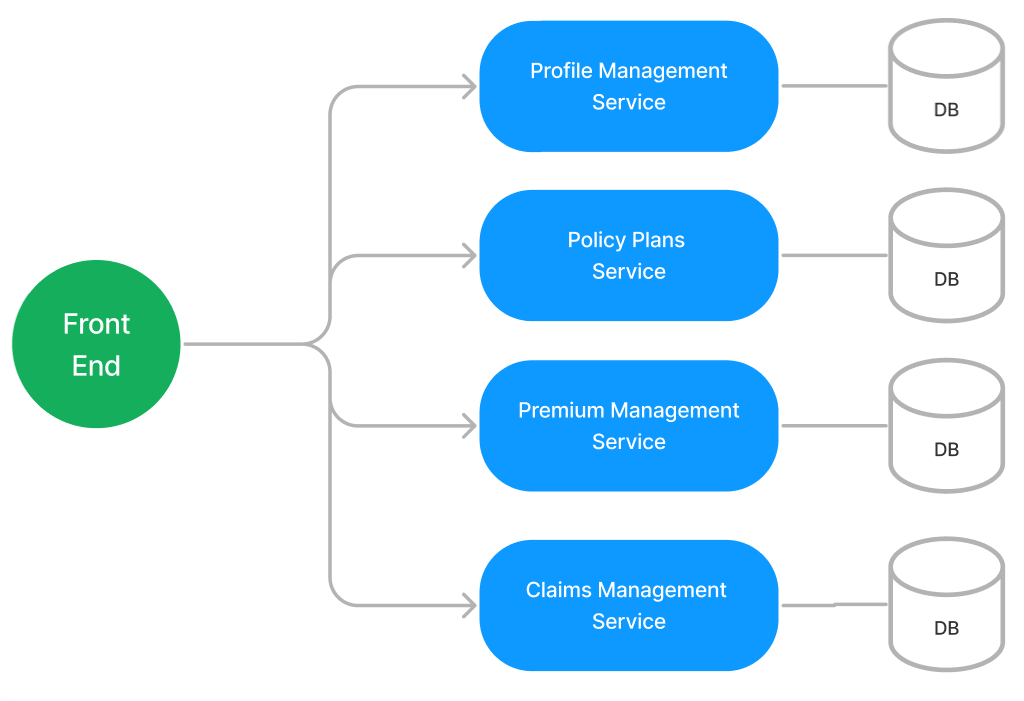 Front
End
Profile Management
Service
DB
Policy Plans
Service
DB
Premium Management
Service
DB
Claims Management
Service
DB